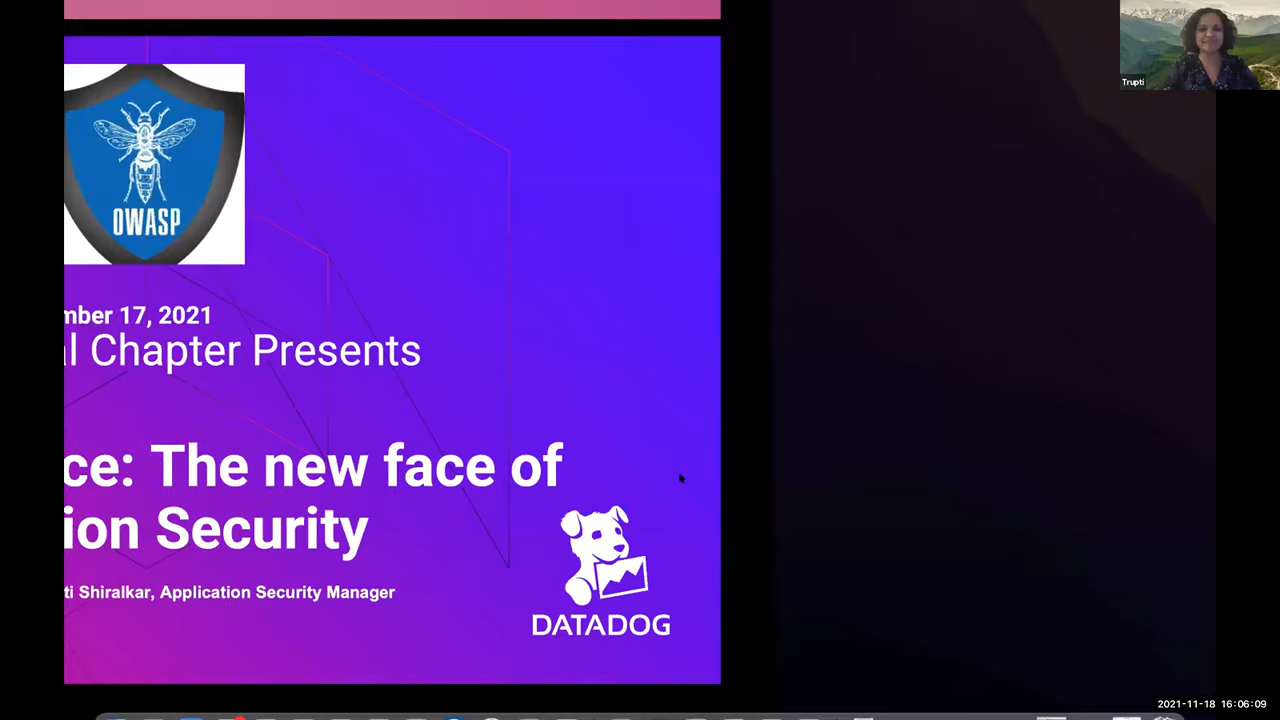 Trupti
OWASP
mber 17, 2021
l Chapter Presents
ce: The new face of
ion Security
ti Shiralkar, Application Security Manager
DATADOG
2021-11-18 16:06:09